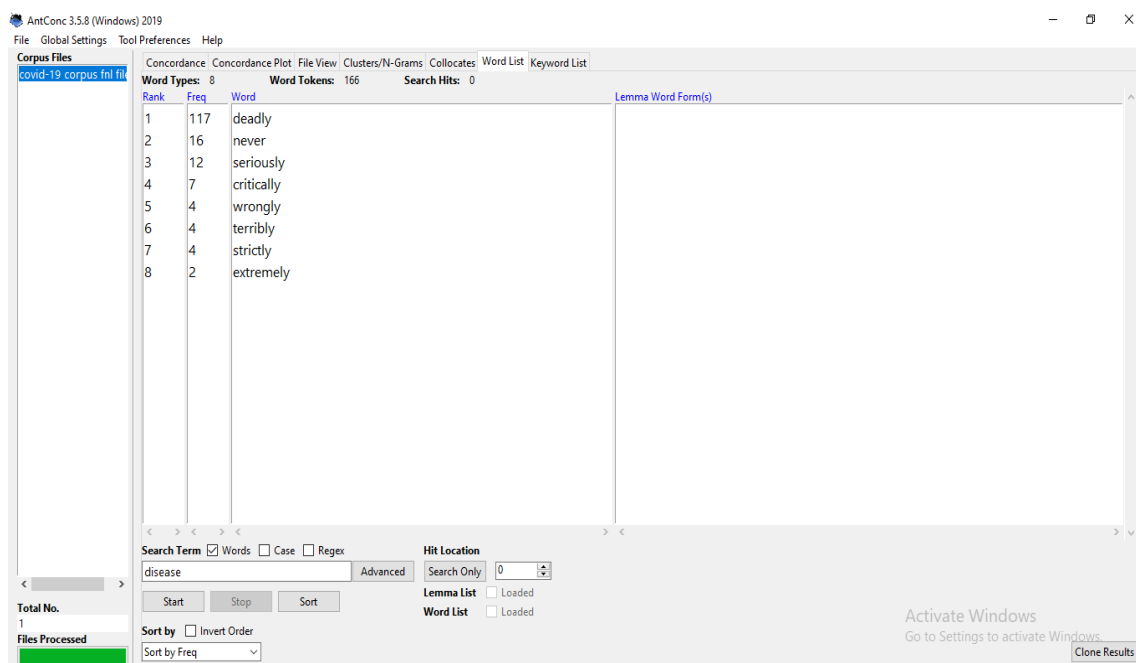 AntConc 3.5.8 (Windows) 2019
File Global Settings Tool Preferences Help
Corpus Files
covid-19 corpus fnl file
Concordance Concordance Plot File View Clusters/N-Grams Collocates Word List Keyword List
Word Types: 8 Word Tokens: 166 Search Hits: 0
Rank Freq Word Lemma Word Form(s)
1 117 deadly
2 16 never
3 12 seriously
4 7 critically
5 4 wrongly
6 4 terribly
7 4 strictly
8 2 extremely
Search Term Words Case Regex Hit Location
disease Advanced Search Only 0
Lemma List Loaded
Start Stop Sort
Word List Loaded
Total No.
1
Files Processed
Sort by Invert Order
Sort by Freq
Activate Windows
Go to Settings to activate Windows.
Clone Results